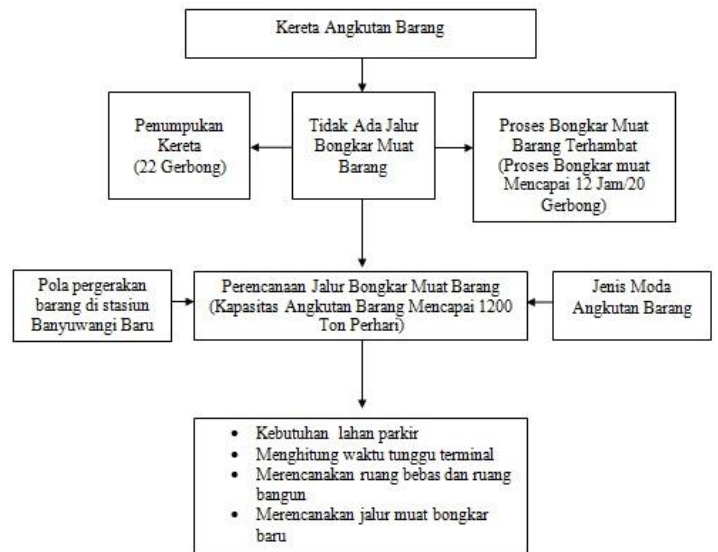 Kereta Angkutan Barang
Penumpukan
Kereta
(22 Gerbong)
Tidak Ada Jalur
Bongkar Muat
Barang
Proses Bongkar Muat
Barang Terhambat
(Proses Bongkar muat
Mencapai 12 Jam/20
Gerbong)
Pola pergerakan
barang di stasiun
Banyuwangi Baru
Perencanaan Jalur Bongkar Muat Barang
(Kapasitas Angkutan Barang Mencapai 1200
Ton Perhari)
Jenis Moda
Angkutan Barang
• Kebutuhan lahan parkir
• Menghitung waktu tunggu terminal
• Merencanakan ruang bebas dan ruang
bangun
• Merencanakan jalur muat bongkar
baru